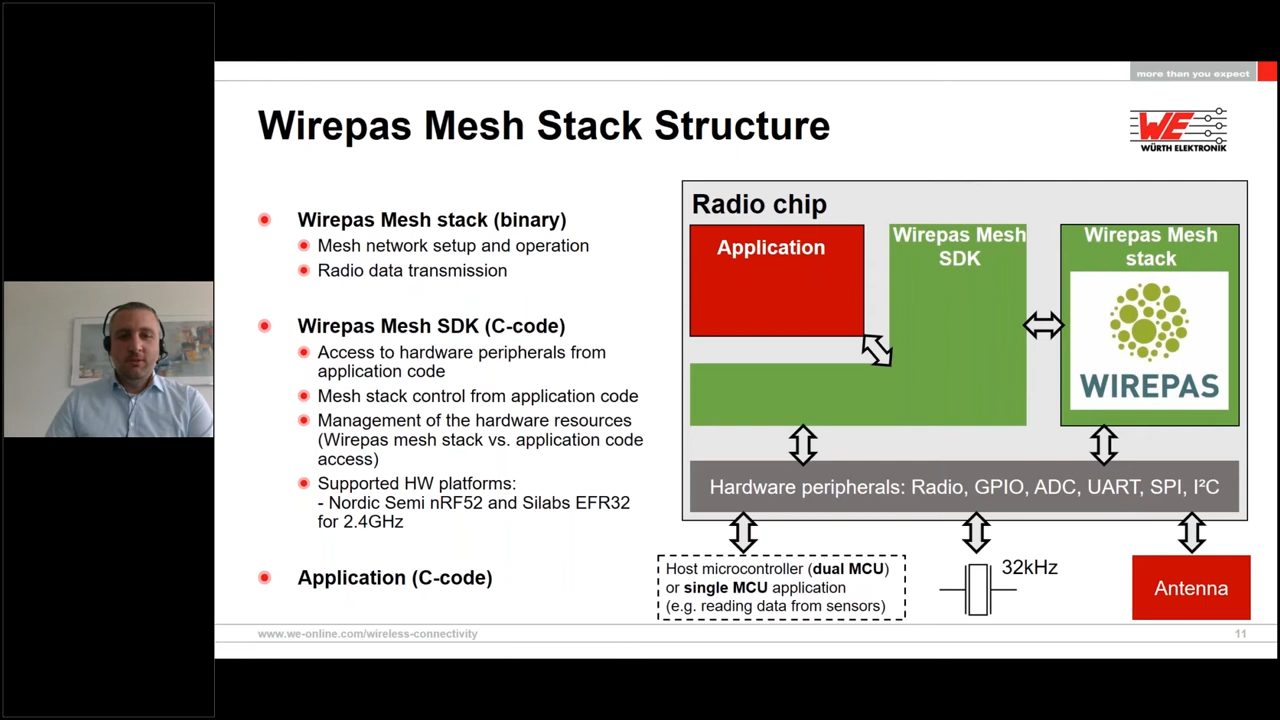 more than you expect
Wirepas Mesh Stack Structure
WE
WÜRTH ELEKTRONIK
Wirepas Mesh stack (binary)
Mesh network setup and operation
Radio data transmission
Wirepas Mesh SDK (C-code)
Access to hardware peripherals from
application code
Mesh stack control from application code
Management of the hardware resources
(Wirepas mesh stack vs. application code
access)
Supported HW platforms:
- Nordic Semi nRF52 and Silabs EFR32
for 2.4GHz
Application (C-code)
Radio chip
Application
Wirepas Mesh
SDK
Wirepas Mesh
stack
WIREPAS
Hardware peripherals: Radio, GPIO, ADC, UART, SPI, I²C
Host microcontroller (dual MCU)
or single MCU application
(e.g. reading data from sensors)
32kHz
Antenna
www.we-online.com/wireless-connectivity
11